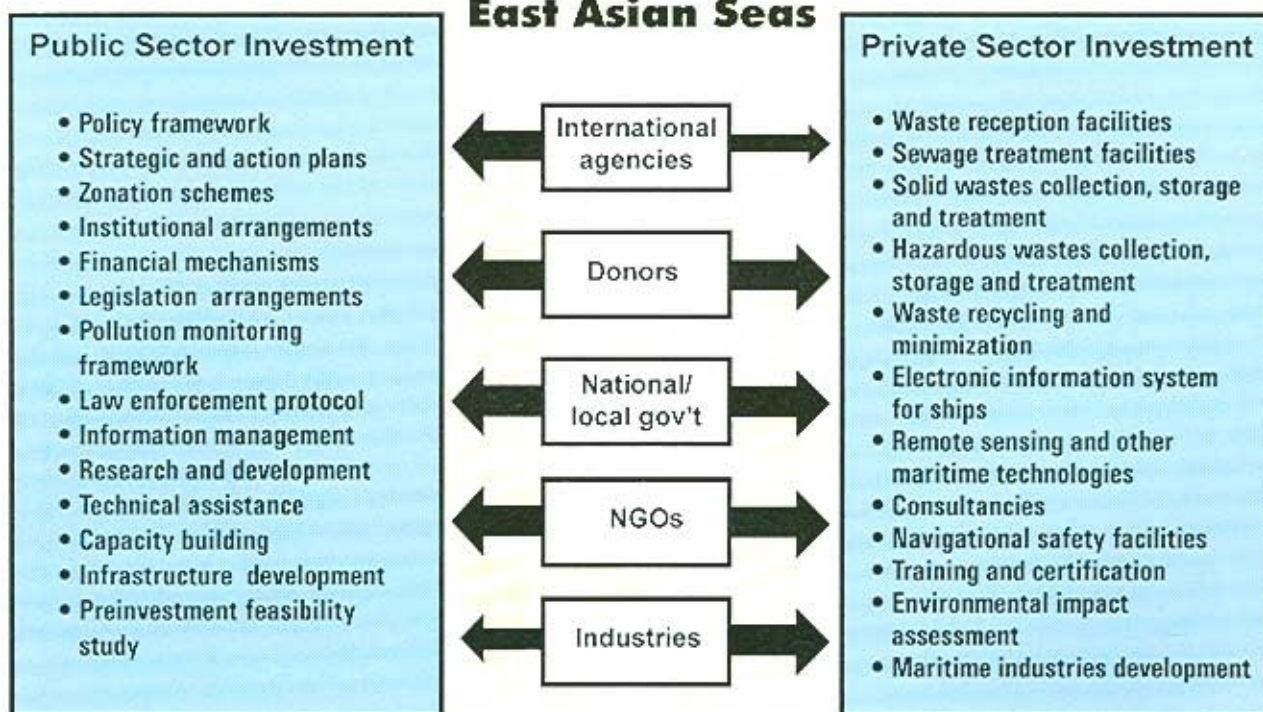 East Asian Seas
Public Sector Investment
• Policy framework
• Strategic and action plans
• Zonation schemes
• Institutional arrangements
• Financial mechanisms
• Legislation arrangements
• Pollution monitoring
framework
• Law enforcement protocol
• Information management
• Research and development
• Technical assistance
• Capacity building
• Infrastructure development
• Preinvestment feasibility
study
International
agencies
Donors
National/
local gov't
NGOs
Industries
Private Sector Investment
• Waste reception facilities
• Sewage treatment facilities
• Solid wastes collection, storage
and treatment
• Hazardous wastes collection,
storage and treatment
• Waste recycling and
minimization
• Electronic information system
for ships
• Remote sensing and other
maritime technologies
• Consultancies
• Navigational safety facilities
• Training and certification
• Environmental impact
assessment
• Maritime industries development